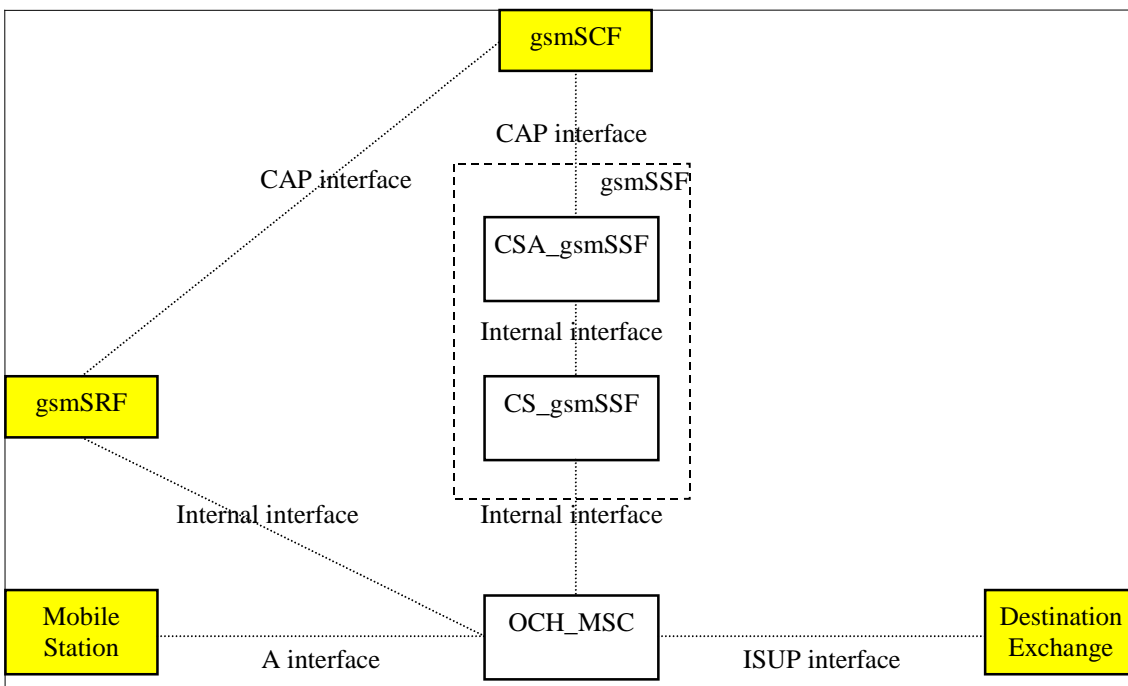 gsmSCF
CAP interface
CAP interface
gsmSSF
CSA_gsmSSF
Internal interface
gsmSRF
CS_gsmSSF
Internal interface
Internal interface
Mobile
Station
OCH_MSC
Destination
Exchange
A interface
ISUP interface